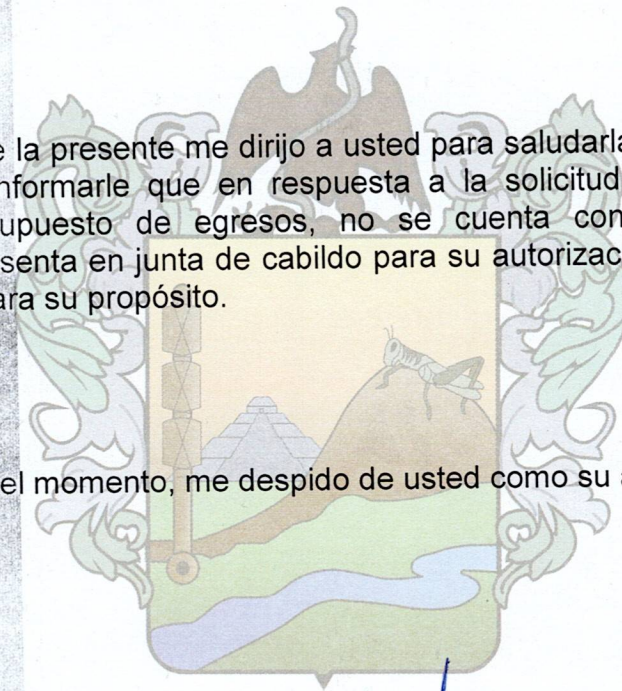 la presente me dirijo a usted para saludarla
informarle que en respuesta a la solicitud
upuesto de egresos, no se cuenta con
senta en junta de cabildo para su autorizac
ara su propósito.
el momento, me despido de usted como su a